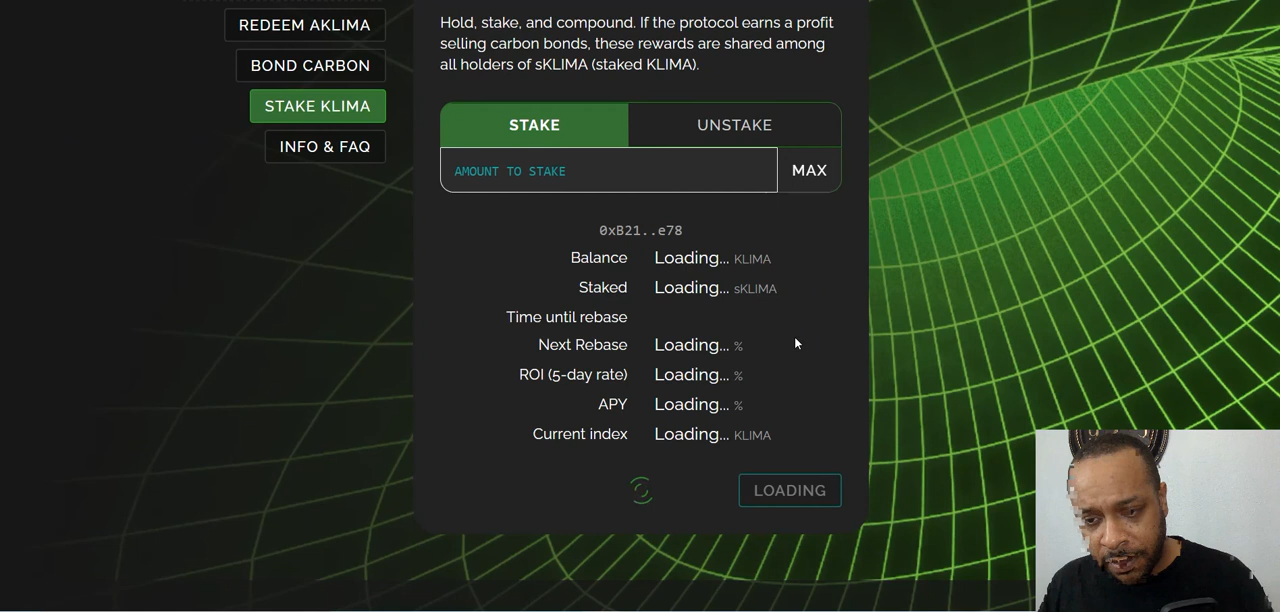 REDEEM AKLIMA
BOND CARBON
STAKE KLIMA
INFO & FAQ
Hold, stake, and compound. If the protocol earns a profit
selling carbon bonds, these rewards are shared among
all holders of sKLIMA (staked KLIMA).
STAKE UNSTAKE
AMOUNT TO STAKE MAX
0xB21..e78
Balance Loading... KLIMA
Staked Loading... sKLIMA
Time until rebase
Next Rebase Loading... %
ROI (5-day rate) Loading... %
APY Loading... %
Current index Loading... KLIMA
LOADING